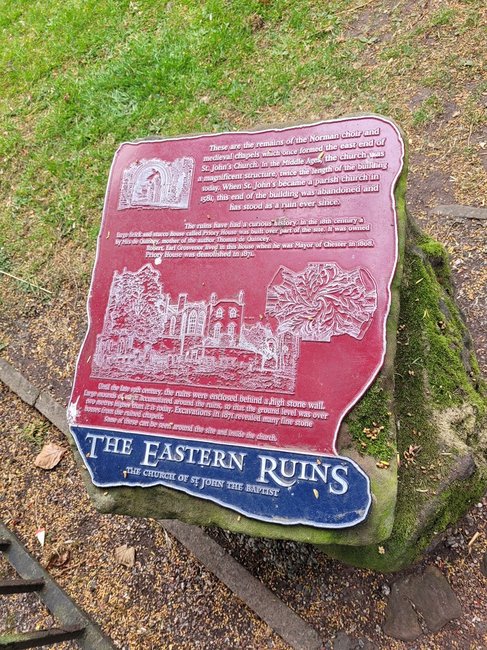 These are the remains of the Norman choir and
medieval chapels which once formed the east end of
St. John's Church. In the Middle Ages, the church was
a magnificent structure, twice the length of the building
today. When St. John's became a parish church in
1581, this end of the building was abandoned and
has stood as a ruin ever since.
The ruins have had a curious history. In the 18th century a
large brick and stucco house called Priory House was built over part of the site. It was owned
by Mrs de Quincey, mother of the author Thomas de Quincey.
Robert, Earl Grosvenor lived in this house when he was Mayor of Chester in 1808.
Priory House was demolished in 1871.
Until the late 19th century, the ruins were enclosed behind a high stone wall.
Large mounds of earth accumulated around the ruins, so that the ground level was over
two metres higher than it is today. Excavations in 1871 revealed many fine stone
bosses from the ruined chapels.
Some of these can be seen around the site and inside the church.
THE EASTERN RUINS
THE CHURCH OF ST JOHN THE BAPTIST